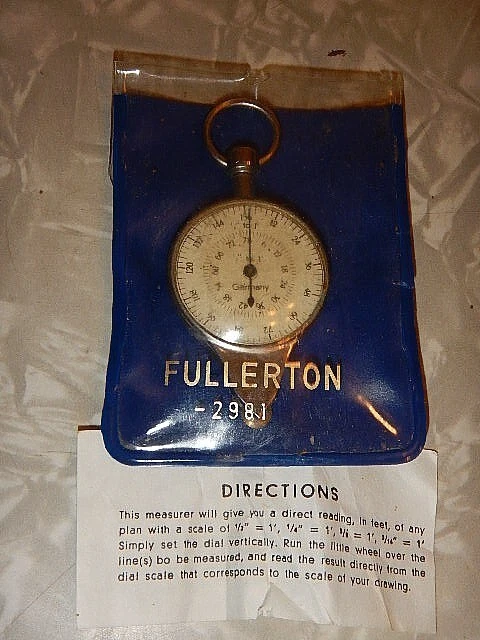 Germany
FULLERTON
-2981
DIRECTIONS
This measurer will give you a direct reading, in feet, of any
plan with a scale of ½" = 1', ¼" = 1', ⅛ = 1', 3/16" = 1'
Simply set the dial vertically. Run the little wheel over the
line(s) bo be measured, and read the result directly from the
dial scale that corresponds to the scale of your drawing.